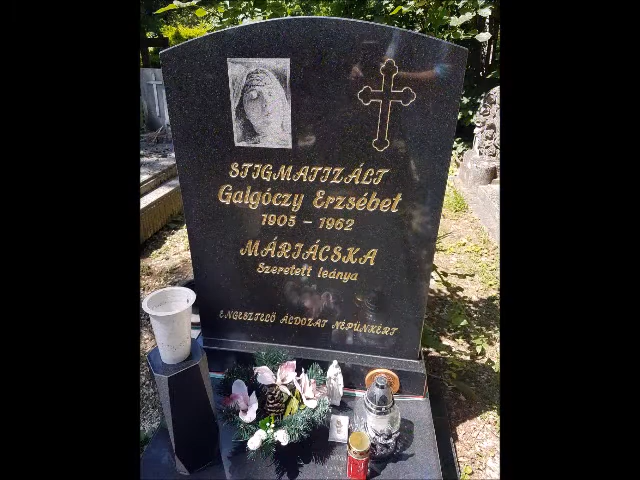 STIGMATIZÁLT
Galgóczy Erzsébet
1905 – 1962
MÁRIÁCSKA
Szeretett leánya
ENGESZTELŐ ÁLDOZAT NÉPÜNKÉRT